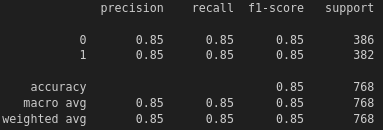 precision recall f1-score support
0 0.85 0.85 0.85 386
1 0.85 0.85 0.85 382
accuracy 0.85 768
macro avg 0.85 0.85 0.85 768
weighted avg 0.85 0.85 0.85 768